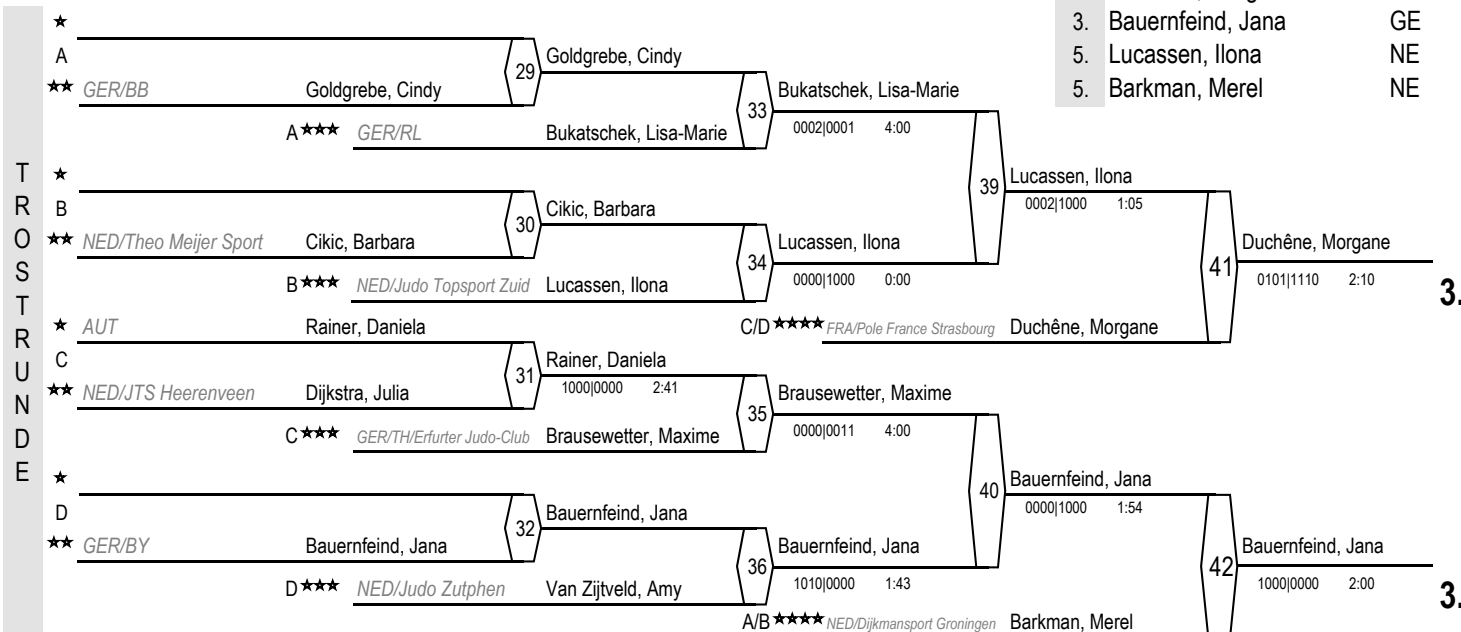 3. Bauernfeind, Jana GE
5. Lucassen, Ilona NE
5. Barkman, Merel NE
TROSTRUNDE
★
A
★★ GER/BB Goldgrebe, Cindy
29 Goldgrebe, Cindy
A★★★ GER/RL Bukatschek, Lisa-Marie
33 Bukatschek, Lisa-Marie
0002|0001 4:00
★
B
★★ NED/Theo Meijer Sport Cikic, Barbara
30 Cikic, Barbara
B★★★ NED/Judo Topsport Zuid Lucassen, Ilona
34 Lucassen, Ilona
0000|1000 0:00
39 Lucassen, Ilona
0002|1000 1:05
C/D★★★★ FRA/Pole France Strasbourg Duchêne, Morgane
41 Duchêne, Morgane
0101|1110 2:10
3.
★ AUT Rainer, Daniela
C
★★ NED/JTS Heerenveen Dijkstra, Julia
31 Rainer, Daniela
1000|0000 2:41
C★★★ GER/TH/Erfurter Judo-Club Brausewetter, Maxime
35 Brausewetter, Maxime
0000|0011 4:00
★
D
★★ GER/BY Bauernfeind, Jana
32 Bauernfeind, Jana
D★★★ NED/Judo Zutphen Van Zijtveld, Amy
36 Bauernfeind, Jana
1010|0000 1:43
40 Bauernfeind, Jana
0000|1000 1:54
A/B★★★★ NED/Dijkmansport Groningen Barkman, Merel
42 Bauernfeind, Jana
1000|0000 2:00
3.